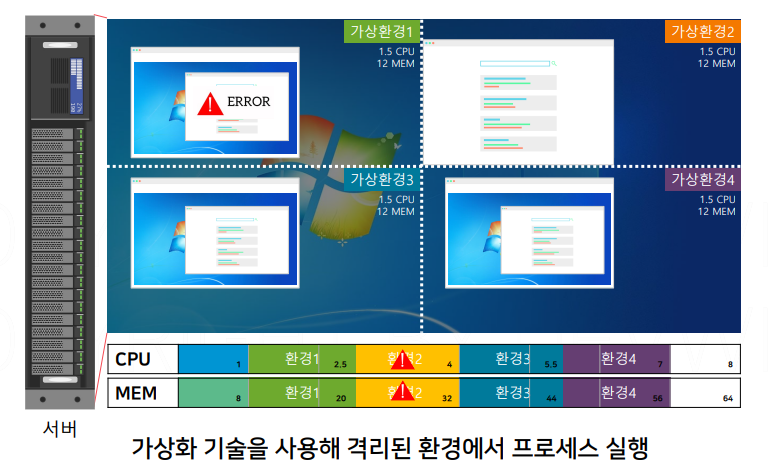 가상환경1
1.5 CPU
12 MEM
ERROR
가상환경2
1.5 CPU
12 MEM
가상환경3
1.5 CPU
12 MEM
가상환경4
1.5 CPU
12 MEM
CPU 1 환경1 2.5 환경2 4 환경3 5.5 환경4 7 8
MEM 8 환경1 20 환경2 32 환경3 44 환경4 56 64
서버
가상화 기술을 사용해 격리된 환경에서 프로세스 실행